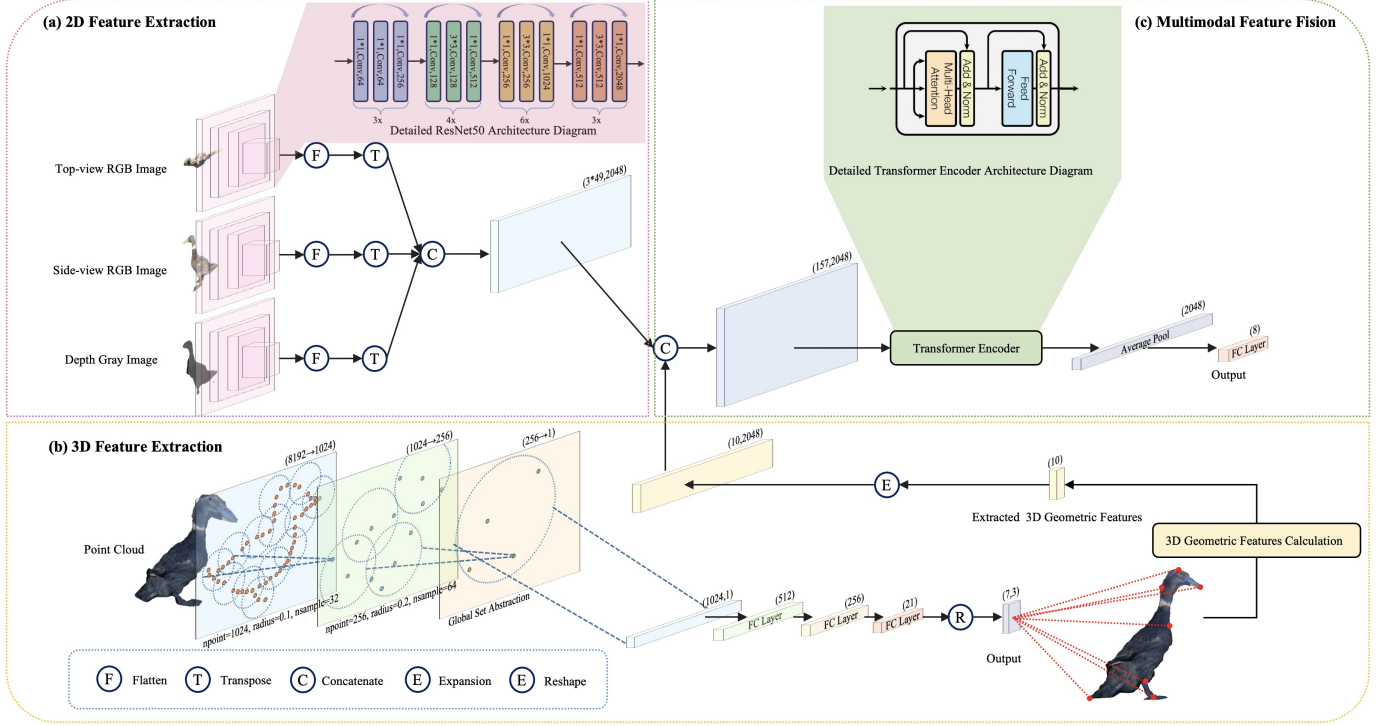 (a) 2D Feature Extraction
1*1,Conv,64
1*1,Conv,64
1*1,Conv,256
1*1,Conv,128
3*3,Conv,128
1*1,Conv,512
1*1,Conv,256
3*3,Conv,256
1*1,Conv,1024
1*1,Conv,512
3*3,Conv,512
1*1,Conv,2048
3x
4x
6x
3x
Detailed ResNet50 Architecture Diagram
Top-view RGB Image
F
T
Side-view RGB Image
F
T
C
Depth Gray Image
F
T
(3*49,2048)
(c) Multimodal Feature Fision
Multi-Head
Attention
Add & Norm
Feed
Forward
Add & Norm
Detailed Transformer Encoder Architecture Diagram
C
(157,2048)
Transformer Encoder
(2048)
Average Pool
(8)
FC Layer
Output
(b) 3D Feature Extraction
Point Cloud
(8192→1024)
(1024→256)
(256→1)
npoint=1024, radius=0.1, nsample=32
npoint=256, radius=0.2, nsample=64
Global Set Abstraction
(10,2048)
E
(10)
Extracted 3D Geometric Features
3D Geometric Features Calculation
(1024,1)
(512)
FC Layer
(256)
FC Layer
(21)
FC Layer
R
(7,3)
Output
F Flatten
T Transpose
C Concatenate
E Expansion
E Reshape